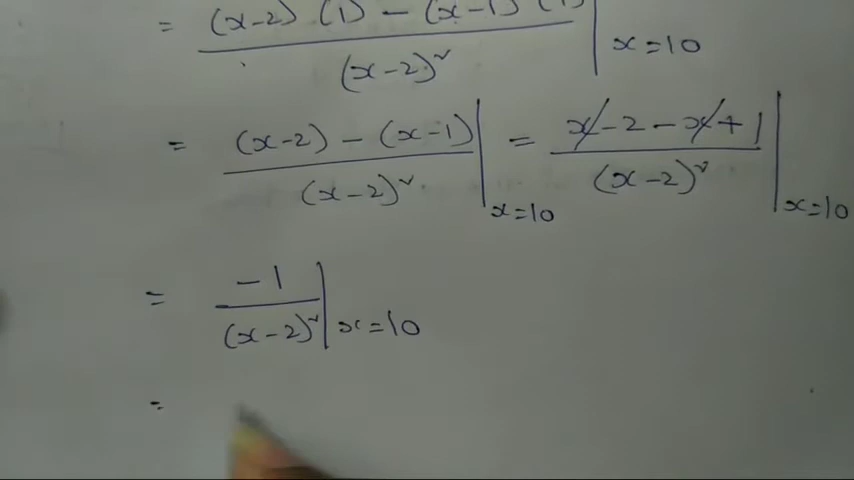 = (x-2) (1) - (x-1) (1) / (x-2)² | x=10
= (x-2) - (x-1) / (x-2)² | x=10 = x-2-x+1 / (x-2)² | x=10
= -1 / (x-2)² | x=10
=